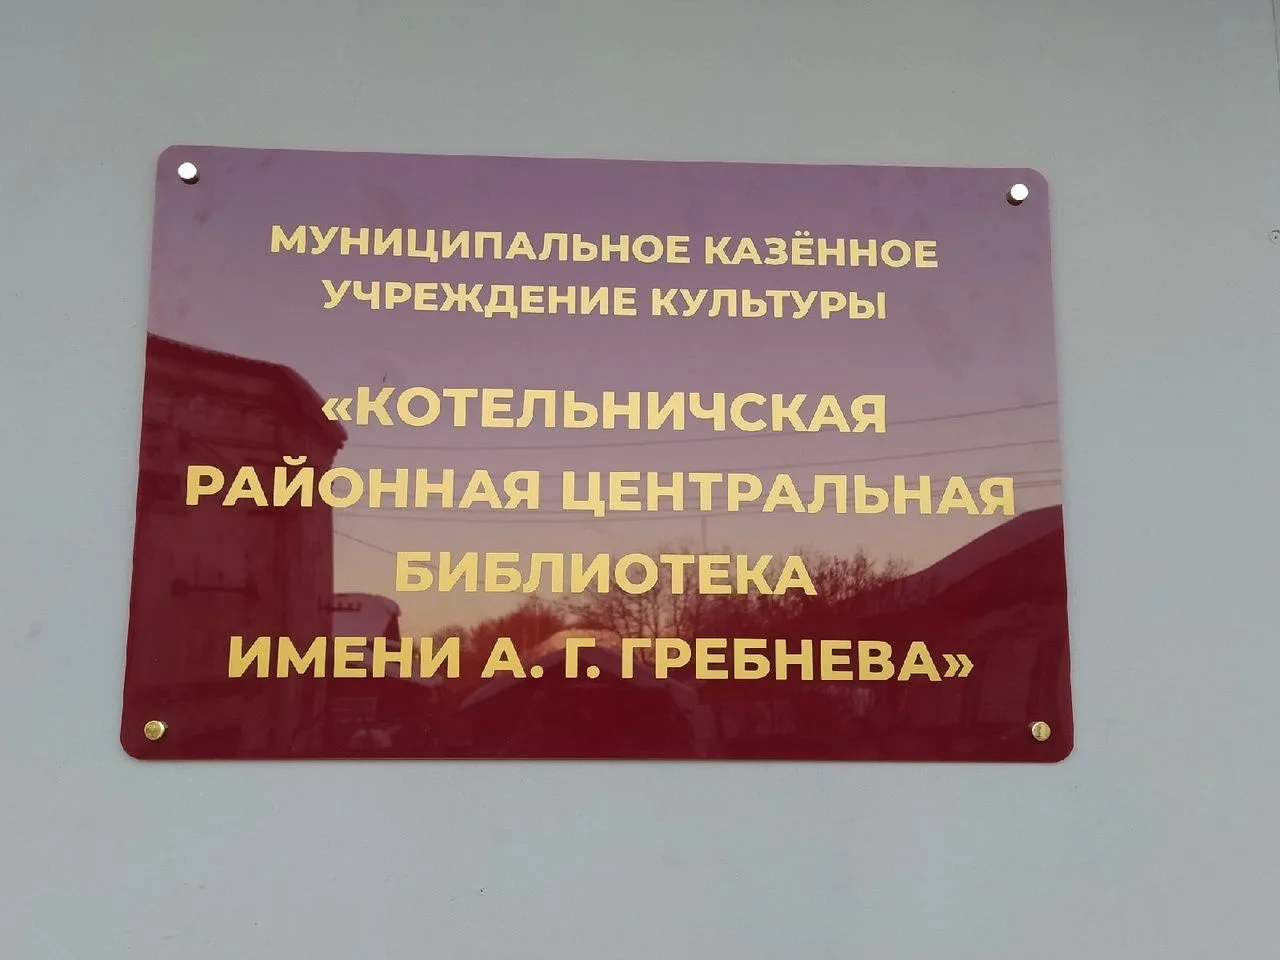 МУНИЦИПАЛЬНОЕ КАЗЁННОЕ
УЧРЕЖДЕНИЕ КУЛЬТУРЫ
«КОТЕЛЬНИЧСКАЯ
РАЙОННАЯ ЦЕНТРАЛЬНАЯ
БИБЛИОТЕКА
ИМЕНИ А. Г. ГРЕБНЕВА»